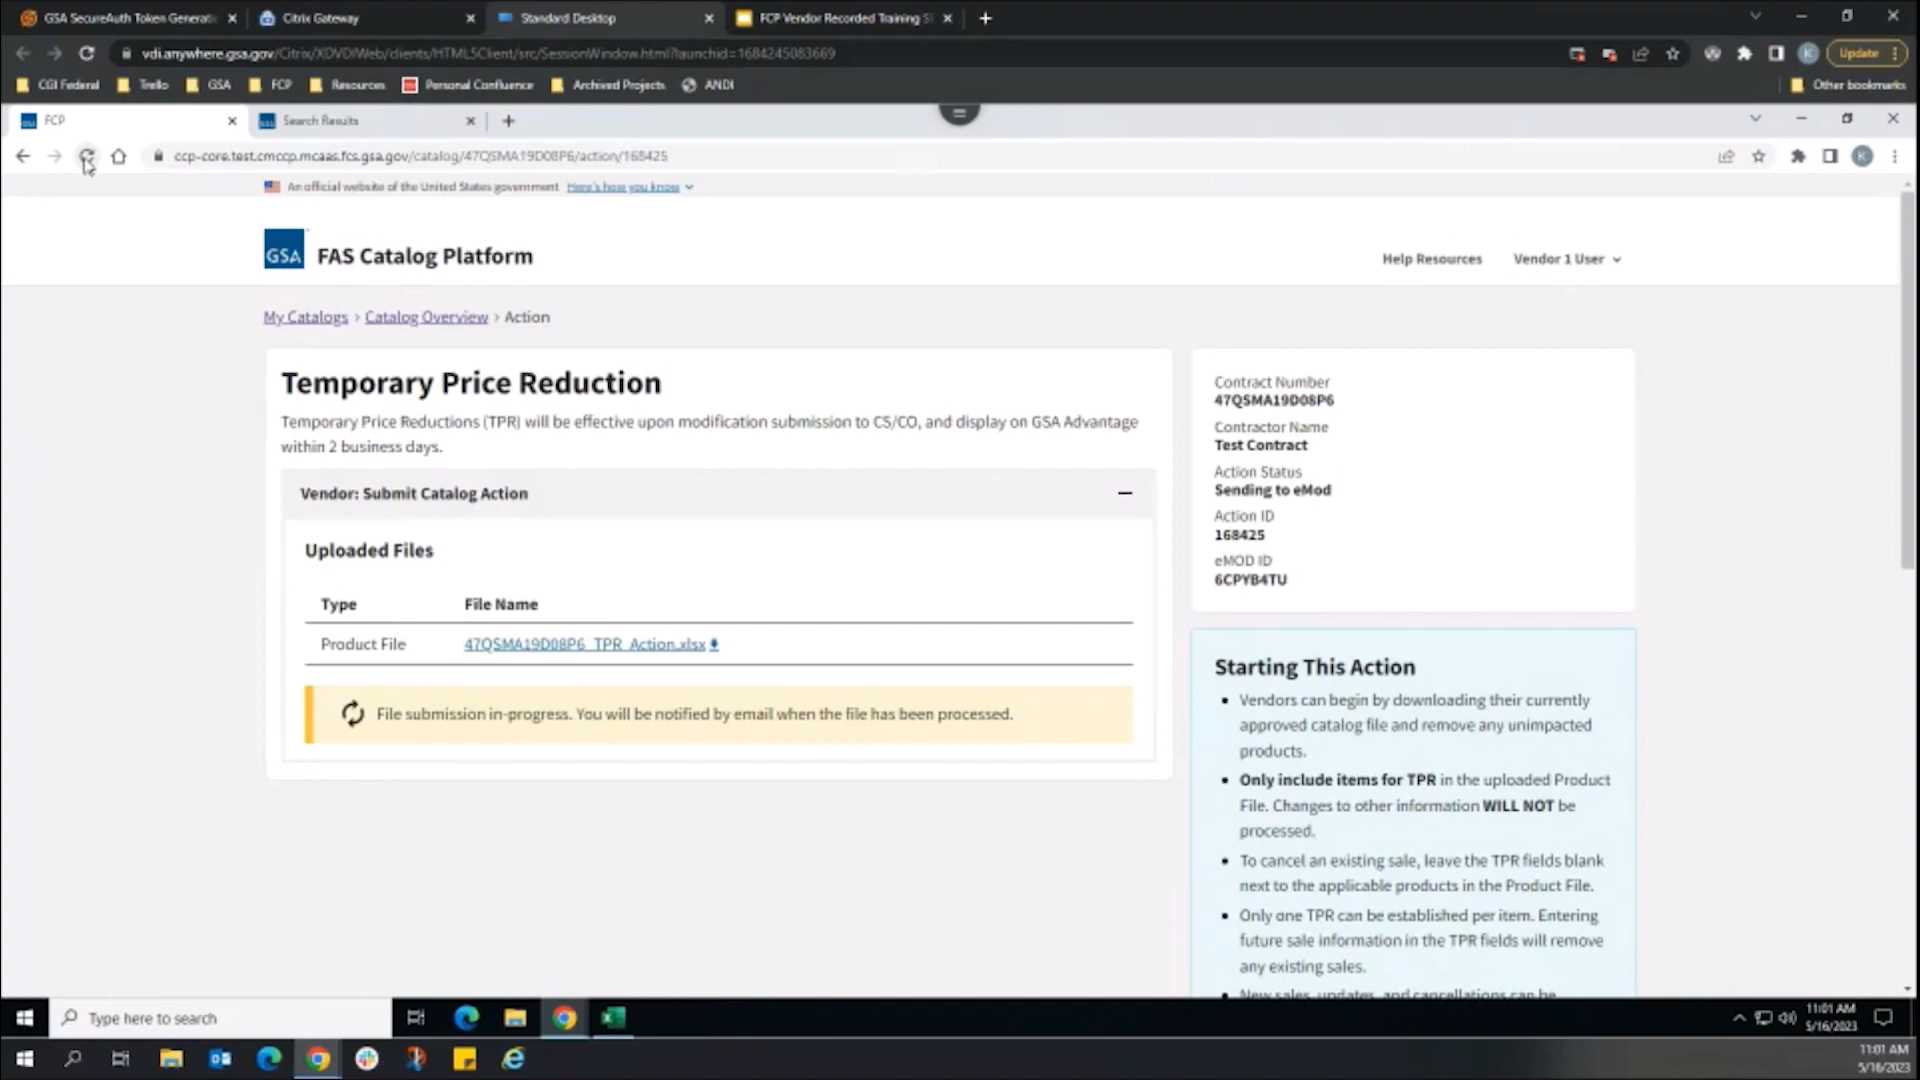 GSA SecureAuth Token Generati
Citrix Gateway
Standard Desktop
FCP Vendor Recorded Training S
vdi.anywhere.gsa.gov/Citrix/XDVDIWeb/clients/HTML5Client/src/SessionWindow.html?launchid=1684245083669
Update
CGI Federal
Trello
GSA
FCP
Resources
Personal Confluence
Archived Projects
ANDI
Other bookmarks
FCP
Search Results
ccp-core.test.cmccp.mcaas.fcs.gsa.gov/catalog/47QSMA19D08P6/action/168425
K
An official website of the United States government Here's how you know
GSA
FAS Catalog Platform
Help Resources
Vendor 1 User
My Catalogs > Catalog Overview > Action
Temporary Price Reduction
Temporary Price Reductions (TPR) will be effective upon modification submission to CS/CO, and display on GSA Advantage
within 2 business days.
Vendor: Submit Catalog Action
Uploaded Files
Type File Name
Product File 47QSMA19D08P6_TPR_Action.xlsx
File submission in-progress. You will be notified by email when the file has been processed.
Contract Number
47QSMA19D08P6
Contractor Name
Test Contract
Action Status
Sending to eMod
Action ID
168425
eMOD ID
6CPYB4TU
Starting This Action
Vendors can begin by downloading their currently
approved catalog file and remove any unimpacted
products.
Only include items for TPR in the uploaded Product
File. Changes to other information WILL NOT be
processed.
To cancel an existing sale, leave the TPR fields blank
next to the applicable products in the Product File.
Only one TPR can be established per item. Entering
future sale information in the TPR fields will remove
any existing sales.
New sales, updates, and cancellations can be
Type here to search
11:01 AM
5/16/2023
11:01 AM
5/16/2023